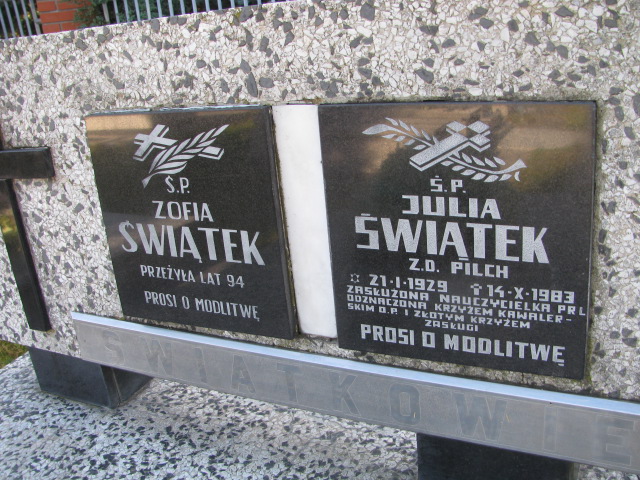 Ś.P.
ZOFIA
ŚWIĄTEK
PRZEŻYŁA LAT 94
PROSI O MODLITWĘ
Ś.P.
JULIA
ŚWIĄTEK
Z.D. PILCH
21·I·1929 14·X·1983
ZASŁUŻONA NAUCZYCIELKA PRL
ODZNACZONA KRZYŻEM KAWALER-
SKIM O.P. I ZŁOTYM KRZYŻEM
ZASŁUGI
PROSI O MODLITWĘ
ŚWIĄTKOWIE